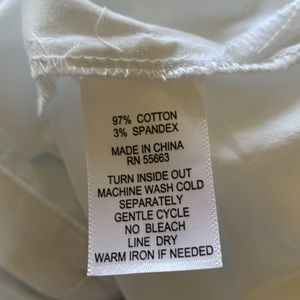 97% COTTON
3% SPANDEX
MADE IN CHINA
RN 55663
TURN INSIDE OUT
MACHINE WASH COLD
SEPARATELY
GENTLE CYCLE
NO BLEACH
LINE DRY
WARM IRON IF NEEDED